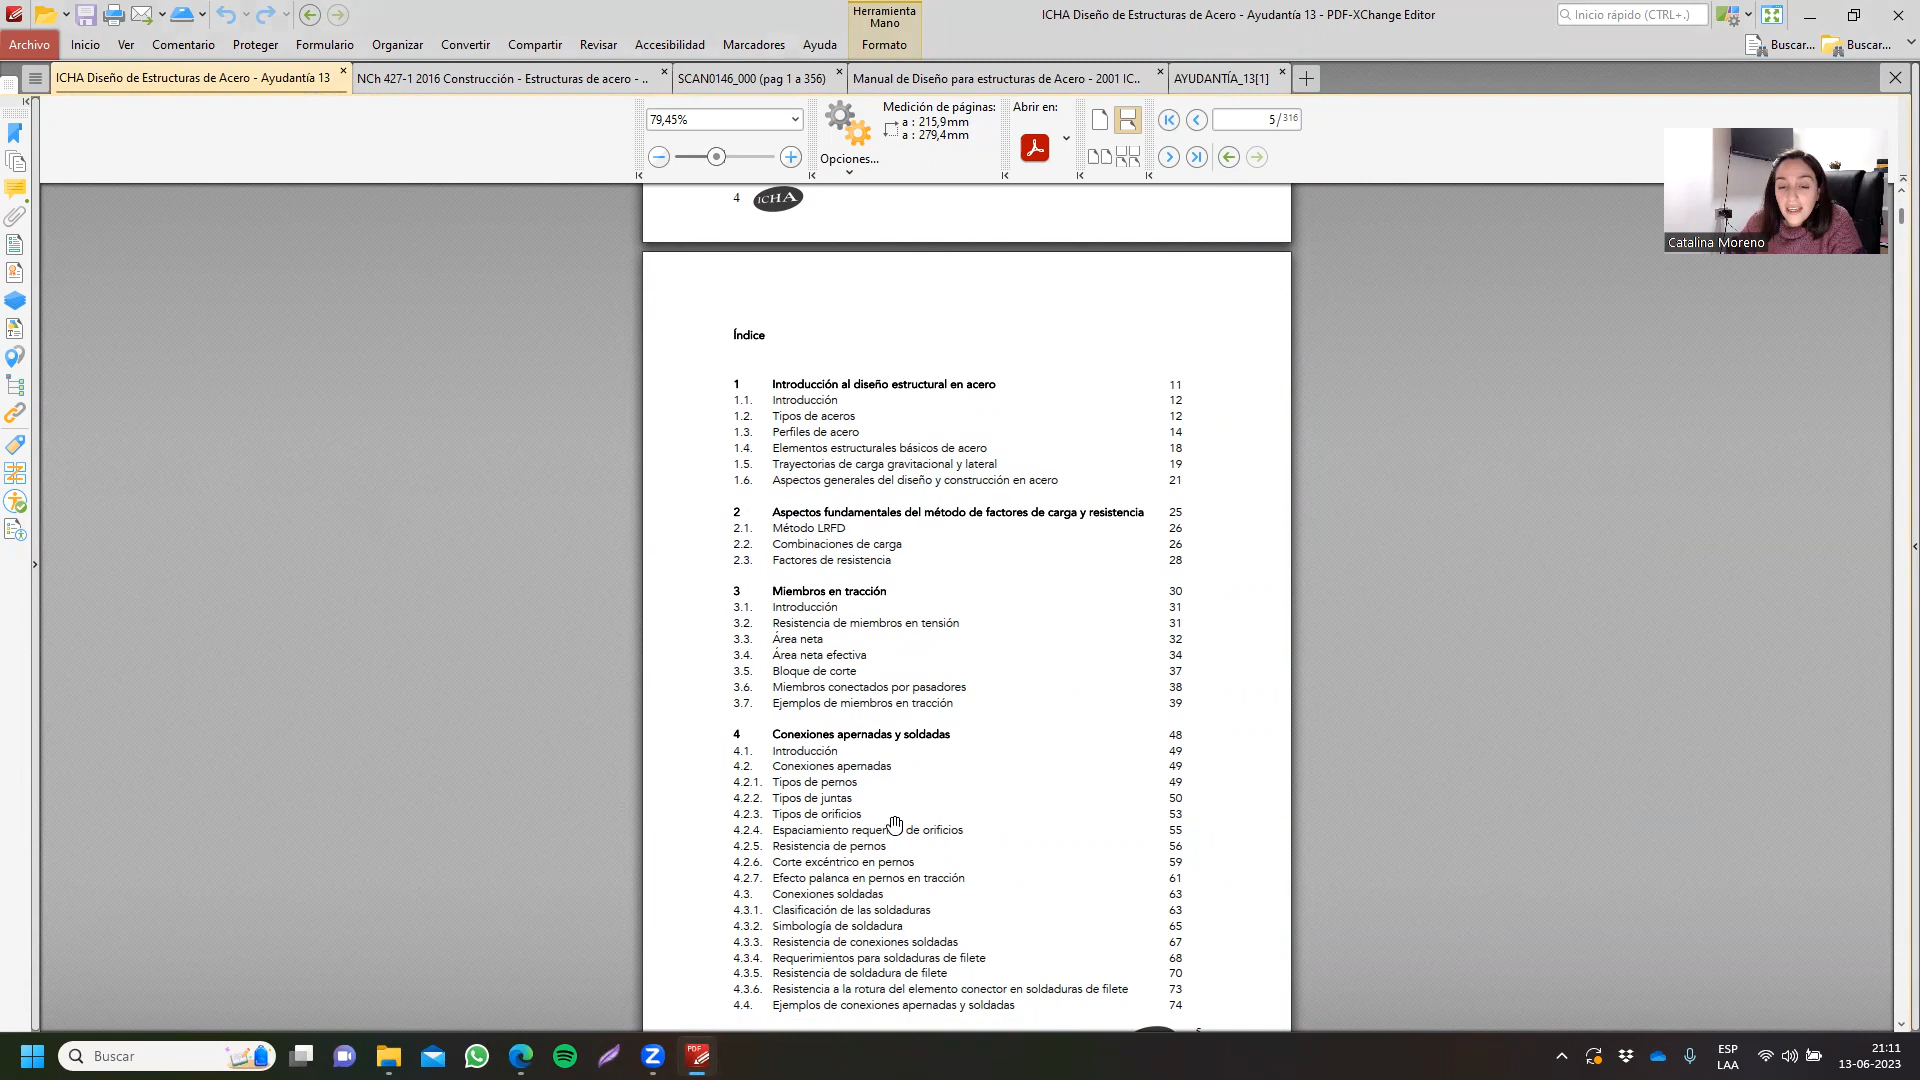 Herramienta
Mano
ICHA Diseño de Estructuras de Acero - Ayudantía 13 - PDF-XChange Editor
Inicio rápido (CTRL+.)
Archivo Inicio Ver Comentario Proteger Formulario Organizar Convertir Compartir Revisar Accesibilidad Marcadores Ayuda Formato
Buscar... Buscar...
ICHA Diseño de Estructuras de Acero - Ayudantía 13
NCh 427-1 2016 Construcción - Estructuras de acero - ..
SCAN0146_000 (pag 1 a 356)
Manual de Diseño para estructuras de Acero - 2001 IC..
AYUDANTÍA_13[1]
79,45%
Opciones...
Medición de páginas:
a : 215,9mm
a : 279,4mm
Abrir en:
5/316
Catalina Moreno
4 ICHA
Índice
1 Introducción al diseño estructural en acero 11
1.1. Introducción 12
1.2. Tipos de aceros 12
1.3. Perfiles de acero 14
1.4. Elementos estructurales básicos de acero 18
1.5. Trayectorias de carga gravitacional y lateral 19
1.6. Aspectos generales del diseño y construcción en acero 21
2 Aspectos fundamentales del método de factores de carga y resistencia 25
2.1. Método LRFD 26
2.2. Combinaciones de carga 26
2.3. Factores de resistencia 28
3 Miembros en tracción 30
3.1. Introducción 31
3.2. Resistencia de miembros en tensión 31
3.3. Área neta 32
3.4. Área neta efectiva 34
3.5. Bloque de corte 37
3.6. Miembros conectados por pasadores 38
3.7. Ejemplos de miembros en tracción 39
4 Conexiones apernadas y soldadas 48
4.1. Introducción 49
4.2. Conexiones apernadas 49
4.2.1. Tipos de pernos 49
4.2.2. Tipos de juntas 50
4.2.3. Tipos de orificios 53
4.2.4. Espaciamiento de orificios 55
4.2.5. Resistencia de pernos 56
4.2.6. Corte excéntrico en pernos 59
4.2.7. Efecto palanca en pernos en tracción 61
4.3. Conexiones soldadas 63
4.3.1. Clasificación de las soldaduras 63
4.3.2. Simbología de soldadura 65
4.3.3. Resistencia de conexiones soldadas 67
4.3.4. Requerimientos para soldaduras de filete 68
4.3.5. Resistencia de soldadura de filete 70
4.3.6. Resistencia a la rotura del elemento conector en soldaduras de filete 73
4.4. Ejemplos de conexiones apernadas y soldadas 74
Buscar
PDF
ESP
LAA
21:11
13-06-2023